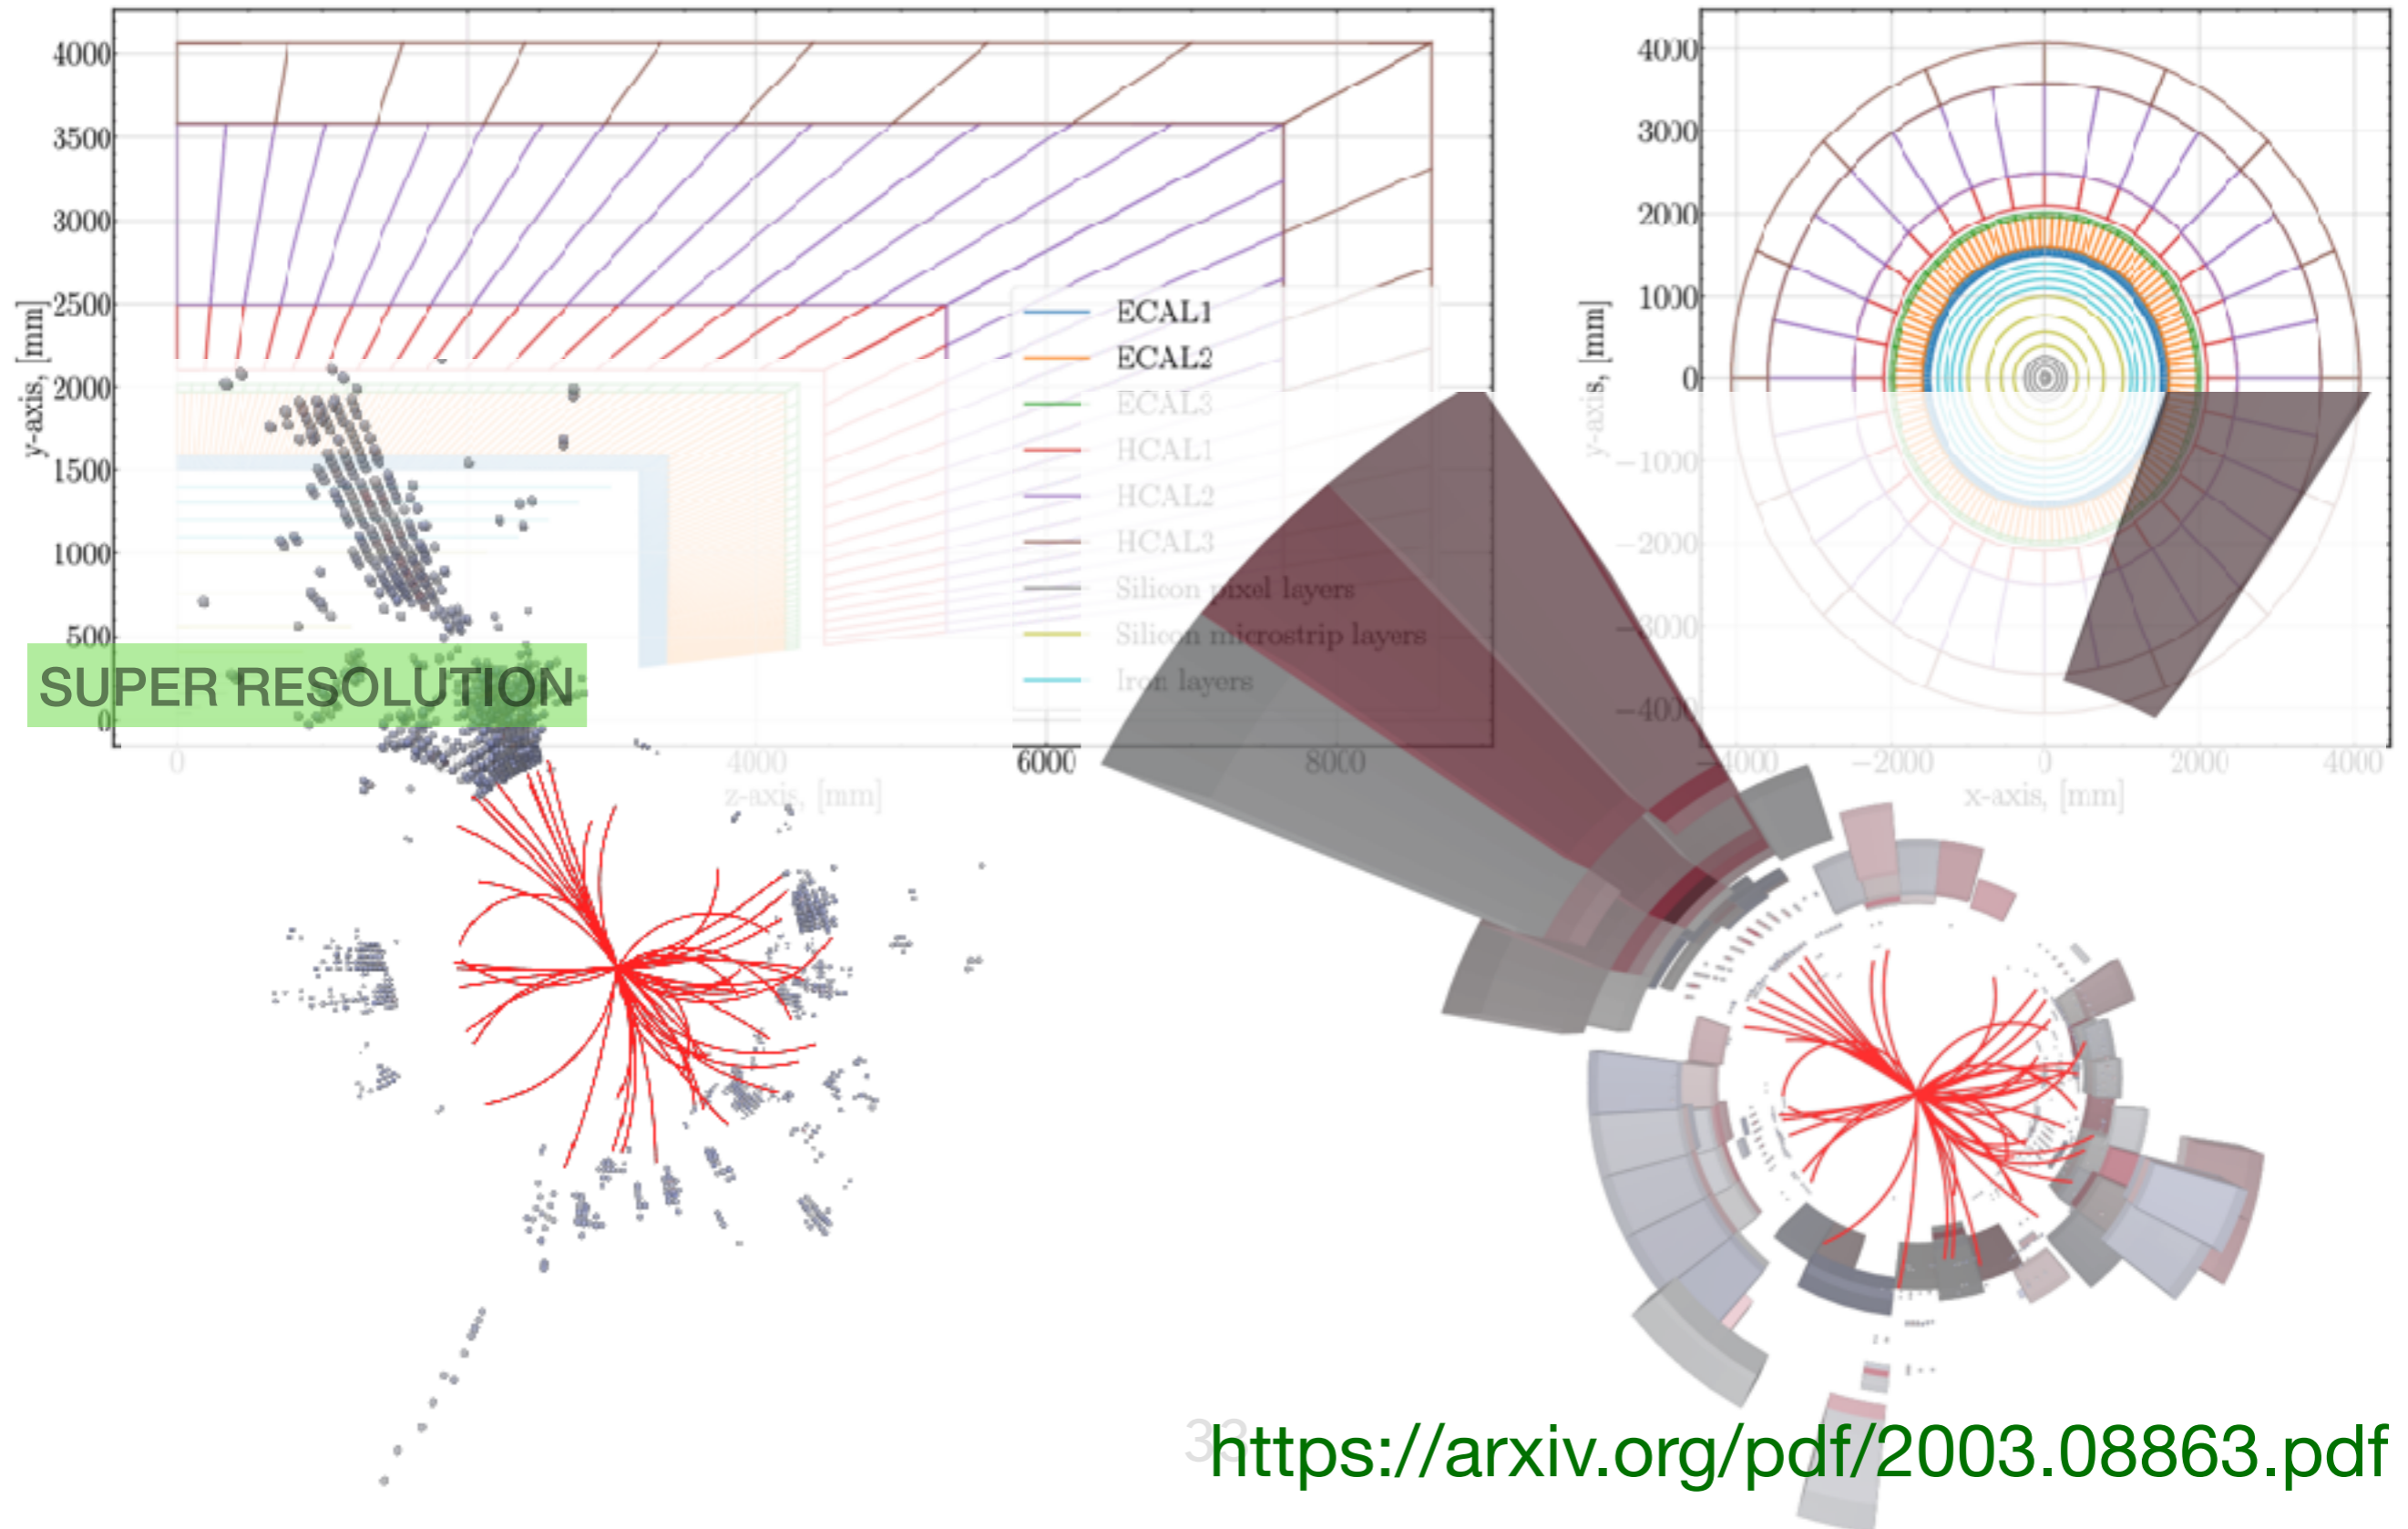 4000
3500
3000
2500
2000
1500
1000
500
0
y-axis, [mm]
0
4000
6000
8000
z-axis, [mm]
ECAL1
ECAL2
ECAL3
HCAL1
HCAL2
HCAL3
Silicon pixel layers
Silicon microstrip layers
Iron layers
4000
3000
2000
1000
0
−1000
−2000
−3000
−4000
y-axis, [mm]
−4000
−2000
0
2000
4000
x-axis, [mm]
SUPER RESOLUTION
33
https://arxiv.org/pdf/2003.08863.pdf